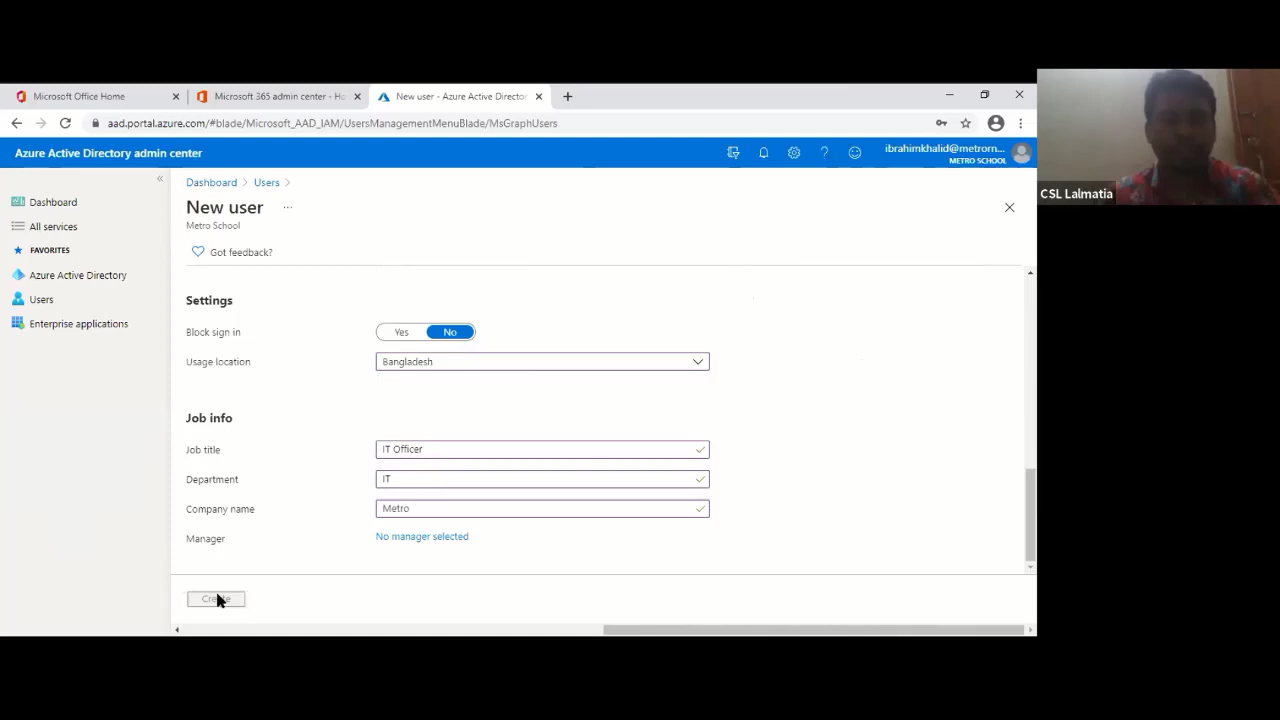 Microsoft Office Home
Microsoft 365 admin center - Ho
New user - Azure Active Director
aad.portal.azure.com/#blade/Microsoft_AAD_IAM/UsersManagementMenuBlade/MsGraphUsers
Azure Active Directory admin center
ibrahimkhalid@metrorn...
METRO SCHOOL
CSL Lalmatia
Dashboard
All services
FAVORITES
Azure Active Directory
Users
Enterprise applications
Dashboard > Users >
New user ...
Metro School
Got feedback?
Settings
Block sign in Yes No
Usage location Bangladesh
Job info
Job title IT Officer
Department IT
Company name Metro
Manager No manager selected
Create